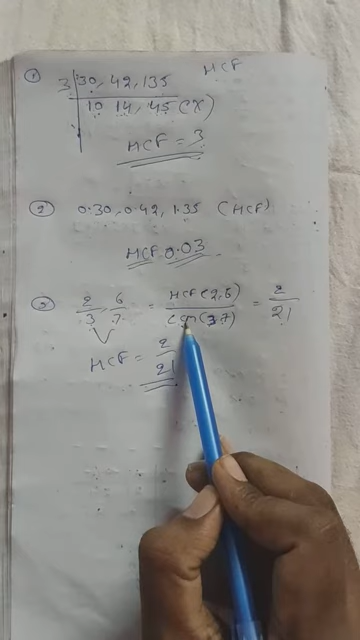 ① HCF
3 | 30, 42, 135
10 14, 45 (X)
HCF = 3
② 0.30, 0.42, 1.35 (HCF)
HCF 0.03
③ 2/3, 6/7 = HCF(2,6)/LCM(3,7) = 2/21
HCF = 2/21